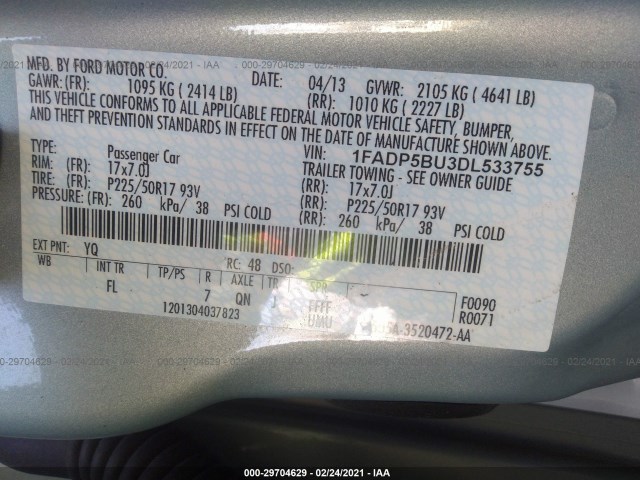 000-29704629 - 02/24/2021 - IAA
MFD. BY FORD MOTOR CO.
DATE: 04/13 GVWR: 2105 KG ( 4641 LB)
GAWR: (FR): 1095 KG ( 2414 LB) (RR): 1010 KG ( 2227 LB)
THIS VEHICLE CONFORMS TO ALL APPLICABLE FEDERAL MOTOR VEHICLE SAFETY, BUMPER,
AND THEFT PREVENTION STANDARDS IN EFFECT ON THE DATE OF MANUFACTURE SHOWN ABOVE.
VIN: 1FADP5BU3DL533755
TYPE: Passenger Car TRAILER TOWING - SEE OWNER GUIDE
RIM: (FR): 17x7.0J (RR): 17x7.0J
TIRE: (FR): P225/50R17 93V (RR): P225/50R17 93V
PRESSURE: (FR): 260 kPa/ 38 PSI COLD (RR): 260 kPa/ 38 PSI COLD
EXT PNT: YQ RC: 48 DSO:
WB INT TR TP/PS R AXLE TR SPR F0090
FL 7 QN R0071
1201304037823 3520472-AA
000-29704629 - 02/24/2021 - IAA